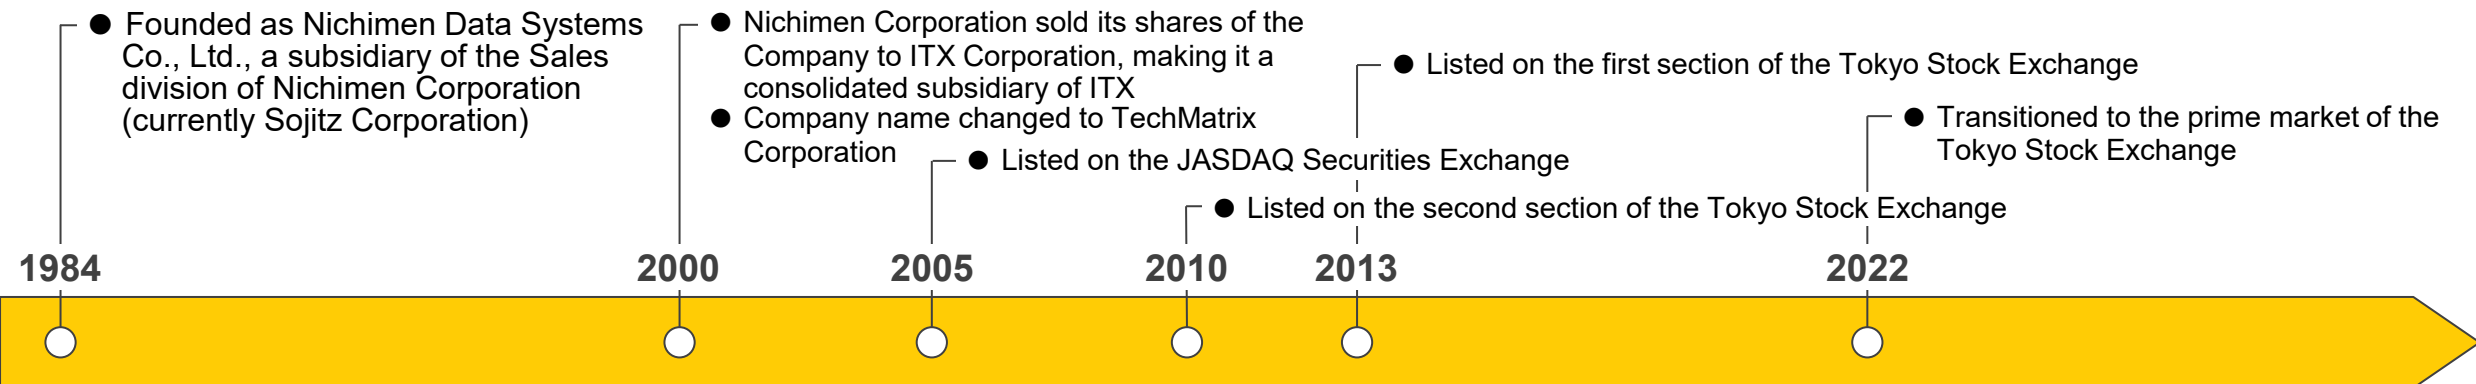 ● Founded as Nichimen Data Systems
Co., Ltd., a subsidiary of the Sales
division of Nichimen Corporation
(currently Sojitz Corporation)
● Nichimen Corporation sold its shares of the
Company to ITX Corporation, making it a
consolidated subsidiary of ITX
● Company name changed to TechMatrix
Corporation
● Listed on the JASDAQ Securities Exchange
● Listed on the second section of the Tokyo Stock Exchange
● Listed on the first section of the Tokyo Stock Exchange
● Transitioned to the prime market of the
Tokyo Stock Exchange
1984 2000 2005 2010 2013 2022